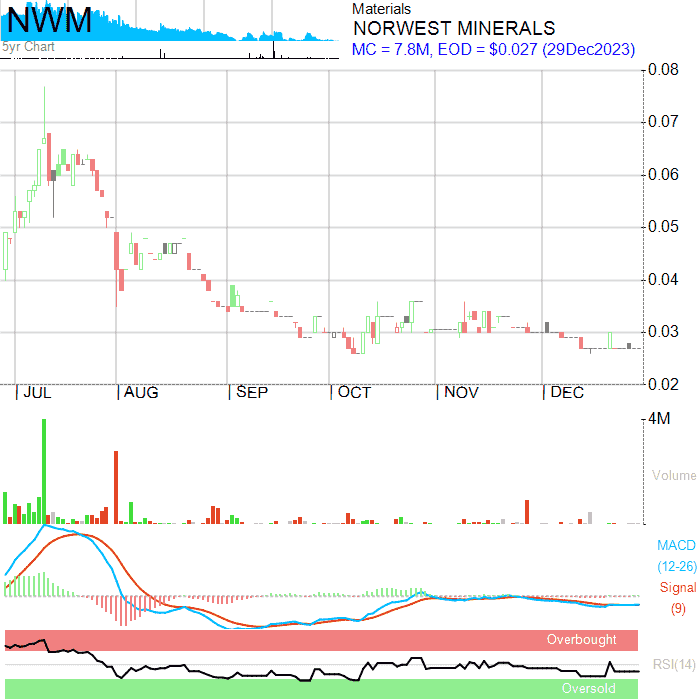 NWM
Materials
NORWEST MINERALS
5yr Chart
MC = 7.8M, EOD = $0.027 (29Dec2023)
0.08
0.07
0.06
0.05
0.04
0.03
0.02
JUL AUG SEP OCT NOV DEC
4M
Volume
MACD
(12-26)
Signal
(9)
Overbought
RSI(14)
Oversold